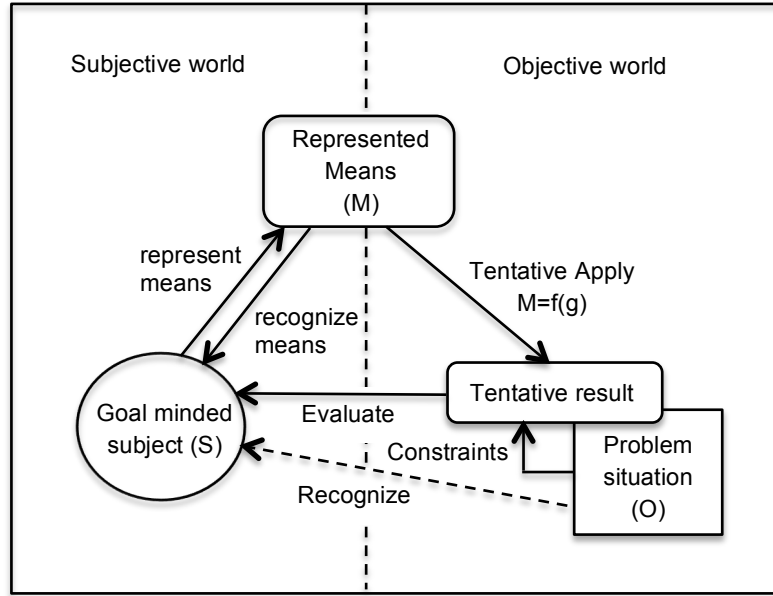 Subjective world
Objective world
Represented
Means
(M)
represent
means
Tentative Apply
M=f(g)
recognize
means
Tentative result
Goal minded
subject (S)
Evaluate
Constraints
Problem
situation
(O)
Recognize